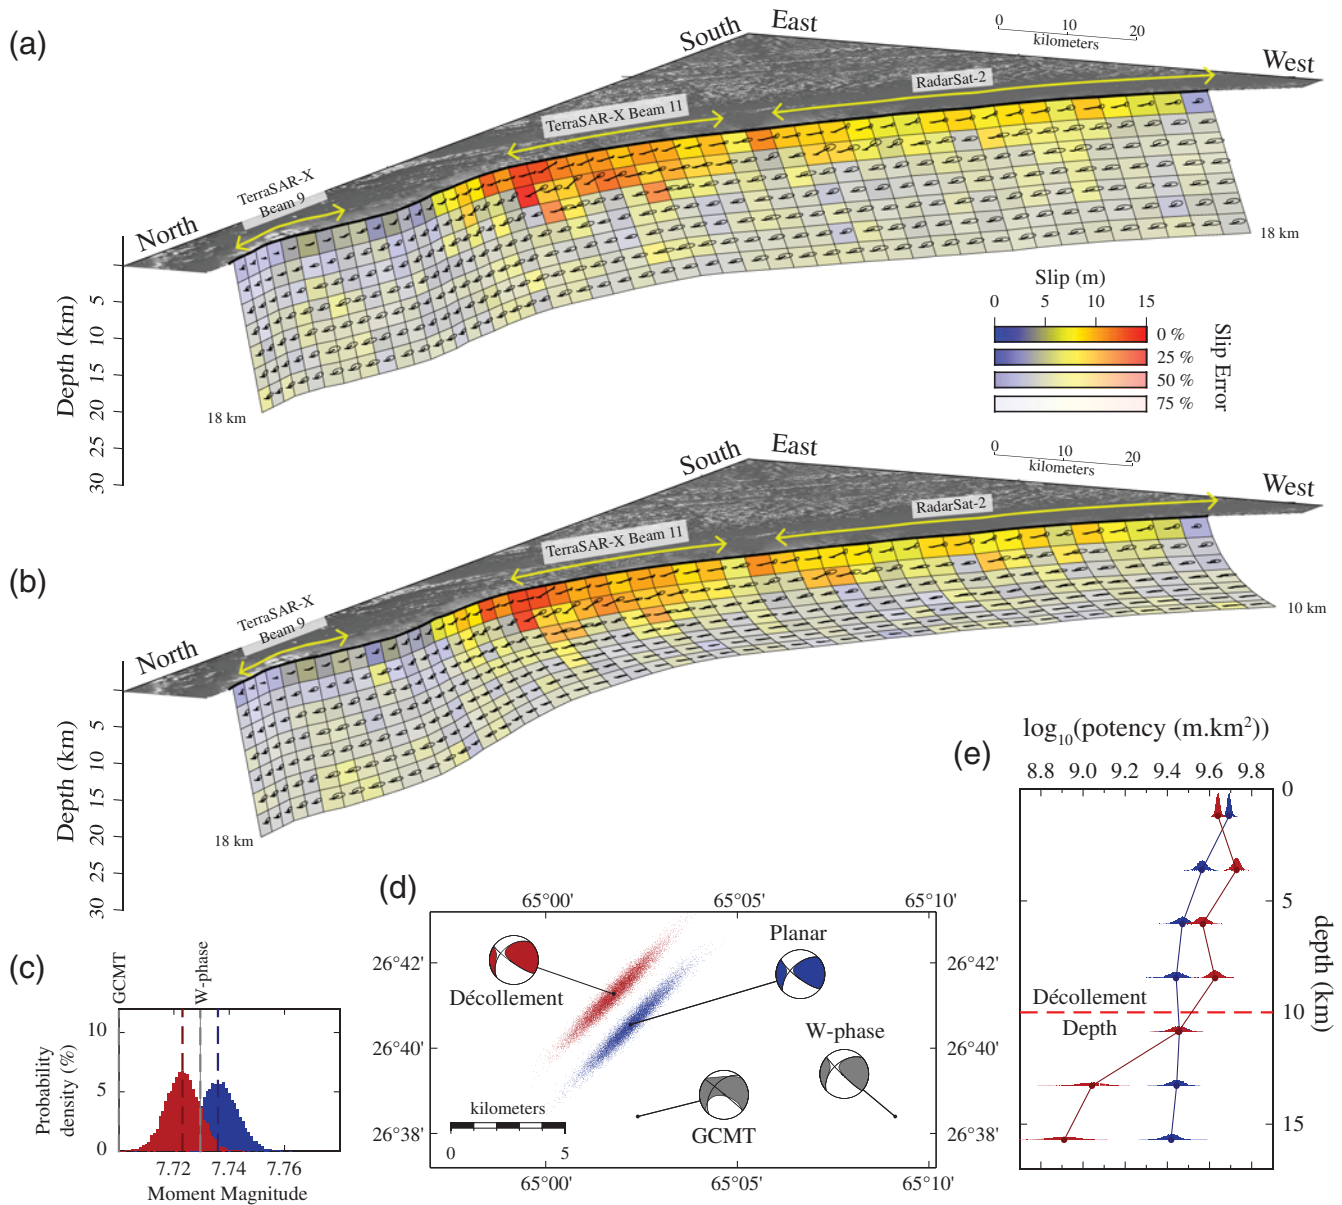 (a)
South
East
West
North
0 10 20
kilometers
RadarSat-2
TerraSAR-X Beam 11
TerraSAR-X
Beam 9
Depth (km)
5
10
15
20
25
30
18 km
18 km
Slip (m)
0 5 10 15
0 %
25 %
50 %
75 %
Slip Error
(b)
South
East
West
North
0 10 20
kilometers
RadarSat-2
TerraSAR-X Beam 11
TerraSAR-X
Beam 9
Depth (km)
5
10
15
20
25
30
18 km
10 km
(c)
GCMT
W-phase
Probability
density (%)
10
5
0
7.72 7.74 7.76
Moment Magnitude
(d)
65°00' 65°05' 65°10'
26°42'
26°40'
26°38'
Décollement
Planar
W-phase
GCMT
kilometers
0 5
65°00' 65°05' 65°10'
(e)
log10(potency (m.km²))
8.8 9.0 9.2 9.4 9.6 9.8
0
5
10
15
depth (km)
Décollement
Depth